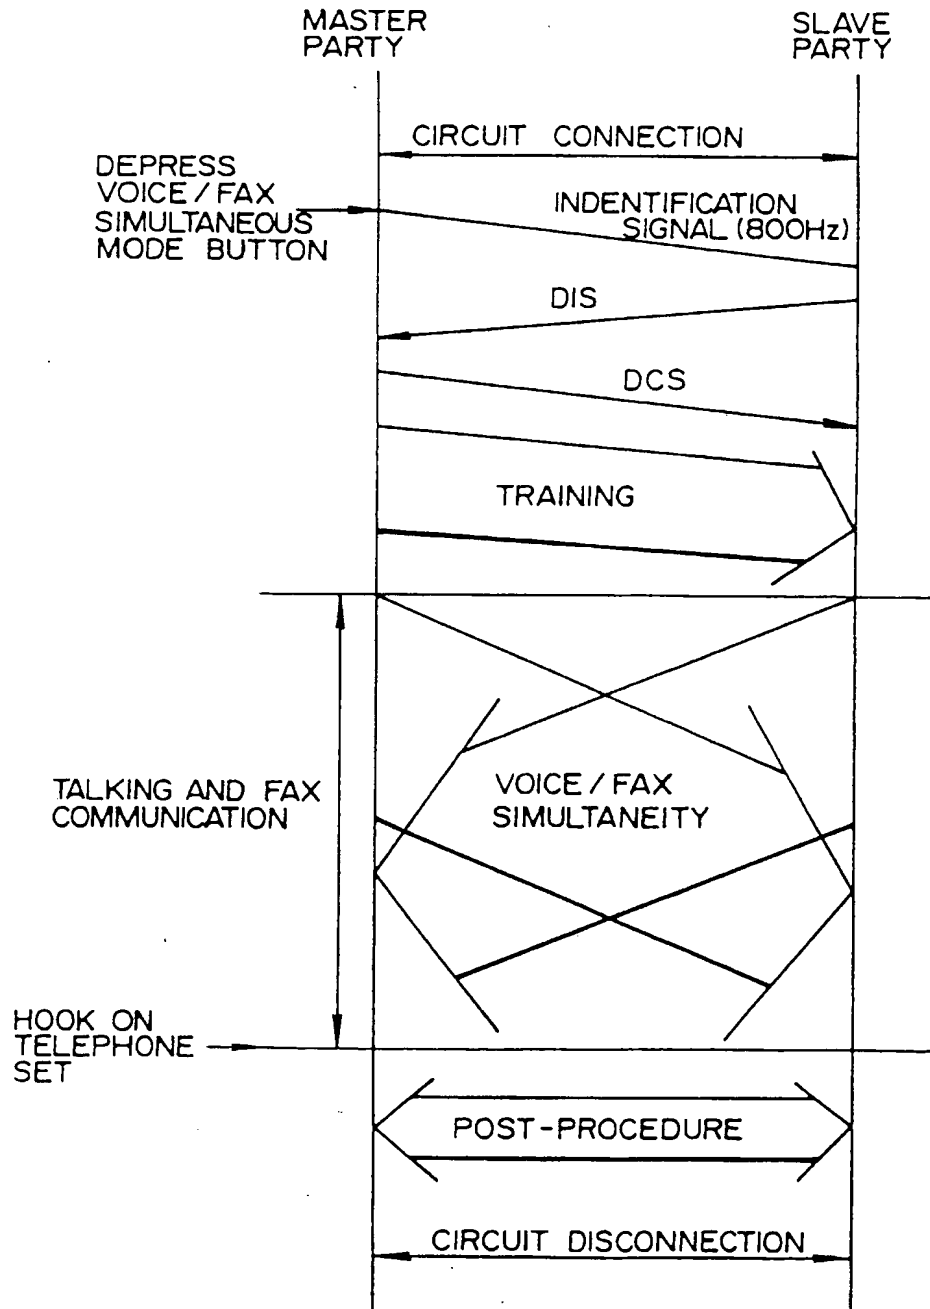 MASTER
PARTY
SLAVE
PARTY
CIRCUIT CONNECTION
DEPRESS
VOICE / FAX
SIMULTANEOUS
MODE BUTTON
INDENTIFICATION
SIGNAL (800Hz)
DIS
DCS
TRAINING
TALKING AND FAX
COMMUNICATION
VOICE / FAX
SIMULTANEITY
HOOK ON
TELEPHONE
SET
POST-PROCEDURE
CIRCUIT DISCONNECTION